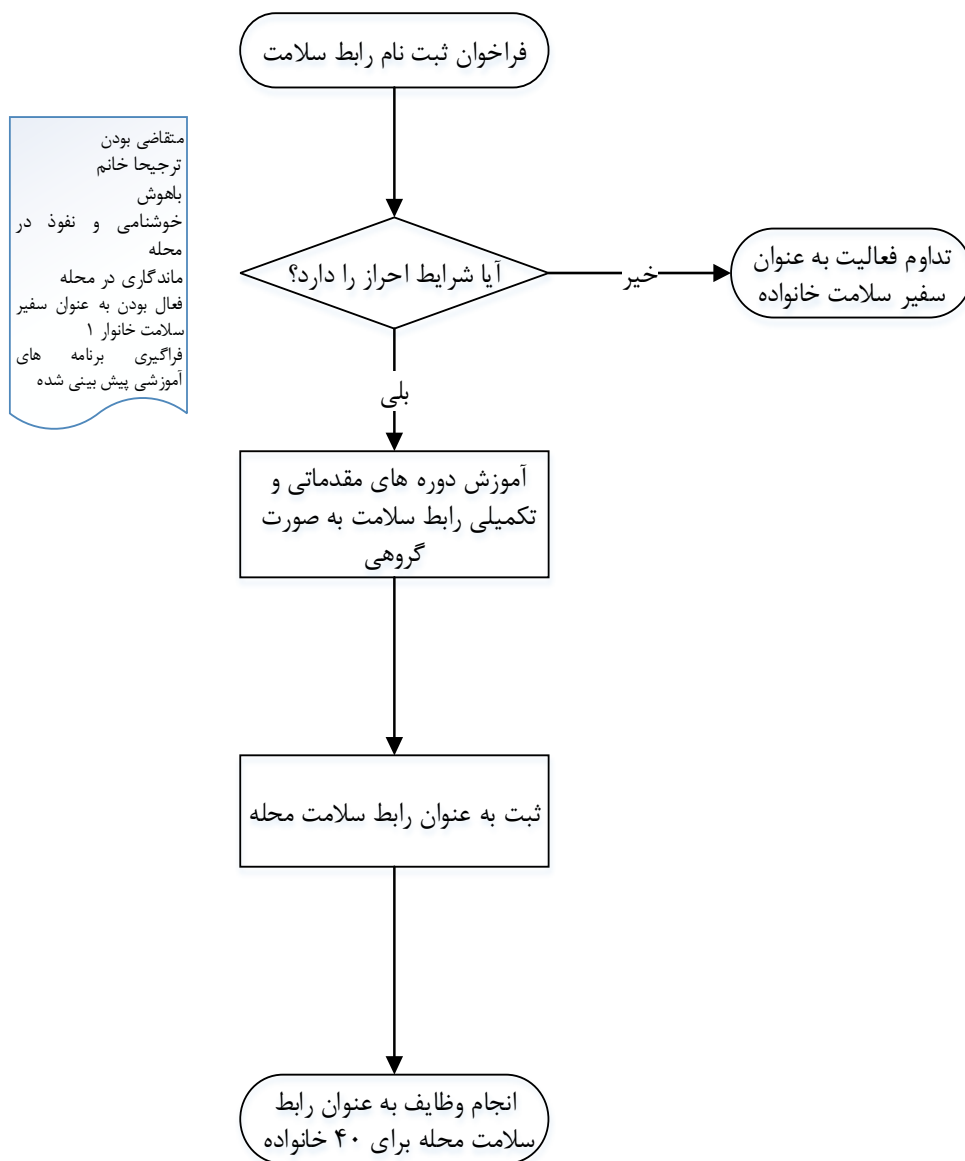 فراخوان ثبت نام رابط سلامت
متقاضی بودن
ترجیحا خانم
باهوش
خوشنامی و نفوذ در
محله
ماندگاری در محله
فعال بودن به عنوان سفیر
سلامت خانوار ۱
فراگیری برنامه های
آموزشی پیش بینی شده
آیا شرایط احراز را دارد؟
خیر
تداوم فعالیت به عنوان
سفیر سلامت خانواده
بلی
آموزش دوره های مقدماتی و
تکمیلی رابط سلامت به صورت
گروهی
ثبت به عنوان رابط سلامت محله
انجام وظایف به عنوان رابط
سلامت محله برای ۴۰ خانواده